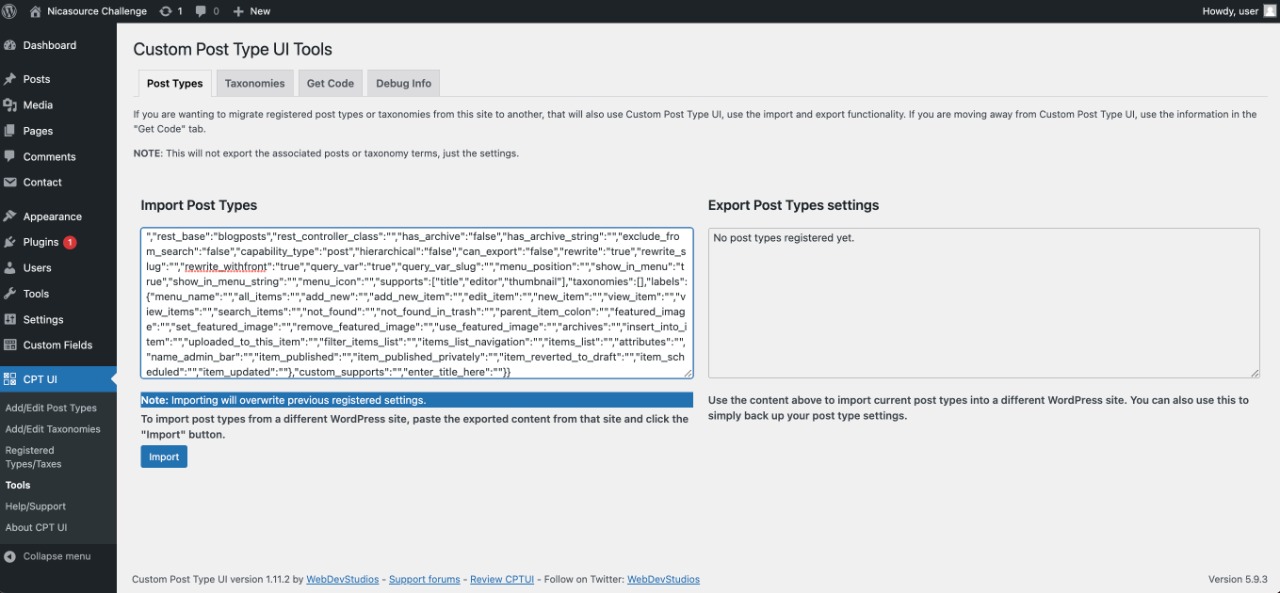 Nicasource Challenge
1
0
New
Howdy, user
Dashboard
Posts
Media
Pages
Comments
Contact
Appearance
Plugins 1
Users
Tools
Settings
Custom Fields
CPT UI
Add/Edit Post Types
Add/Edit Taxonomies
Registered
Types/Taxes
Tools
Help/Support
About CPT UI
Collapse menu
Custom Post Type UI Tools
Post Types
Taxonomies
Get Code
Debug Info
If you are wanting to migrate registered post types or taxonomies from this site to another, that will also use Custom Post Type UI, use the import and export functionality. If you are moving away from Custom Post Type UI, use the information in the
"Get Code" tab.
NOTE: This will not export the associated posts or taxonomy terms, just the settings.
Import Post Types
","rest_base":"blogposts","rest_controller_class":"","has_archive":"false","has_archive_string":"","exclude_fro
m_search":"false","capability_type":"post","hierarchical":"false","can_export":"false","rewrite":"true","rewrite_s
lug":"","rewrite_withfront":"true","query_var":"true","query_var_slug":"","menu_position":"","show_in_menu":"t
rue","show_in_menu_string":"","menu_icon":"","supports":["title","editor","thumbnail"],"taxonomies":[],"labels":
{"menu_name":"","all_items":"","add_new":"","add_new_item":"","edit_item":"","new_item":"","view_item":"","v
iew_items":"","search_items":"","not_found":"","not_found_in_trash":"","parent_item_colon":"","featured_imag
e":"","set_featured_image":"","remove_featured_image":"","use_featured_image":"","archives":"","insert_into_i
tem":"","uploaded_to_this_item":"","filter_items_list":"","items_list_navigation":"","items_list":"","attributes":"",
"name_admin_bar":"","item_published":"","item_published_privately":"","item_reverted_to_draft":"","item_sch
eduled":"","item_updated":""},"custom_supports":"","enter_title_here":""}}
Note: Importing will overwrite previous registered settings.
To import post types from a different WordPress site, paste the exported content from that site and click the
"Import" button.
Import
Export Post Types settings
No post types registered yet.
Use the content above to import current post types into a different WordPress site. You can also use this to
simply back up your post type settings.
Custom Post Type UI version 1.11.2 by WebDevStudios - Support forums - Review CPTUI - Follow on Twitter: WebDevStudios
Version 5.9.3